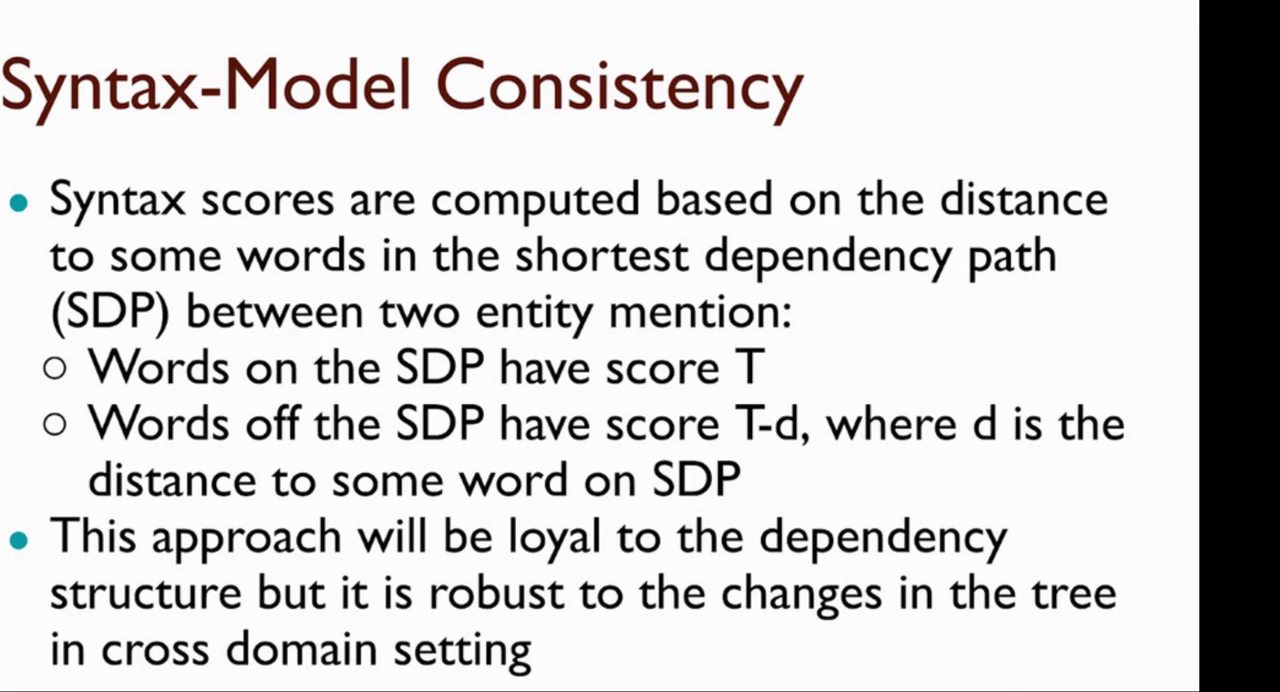 Syntax-Model Consistency
• Syntax scores are computed based on the distance
to some words in the shortest dependency path
(SDP) between two entity mention:
○ Words on the SDP have score T
○ Words off the SDP have score T-d, where d is the
distance to some word on SDP
• This approach will be loyal to the dependency
structure but it is robust to the changes in the tree
in cross domain setting